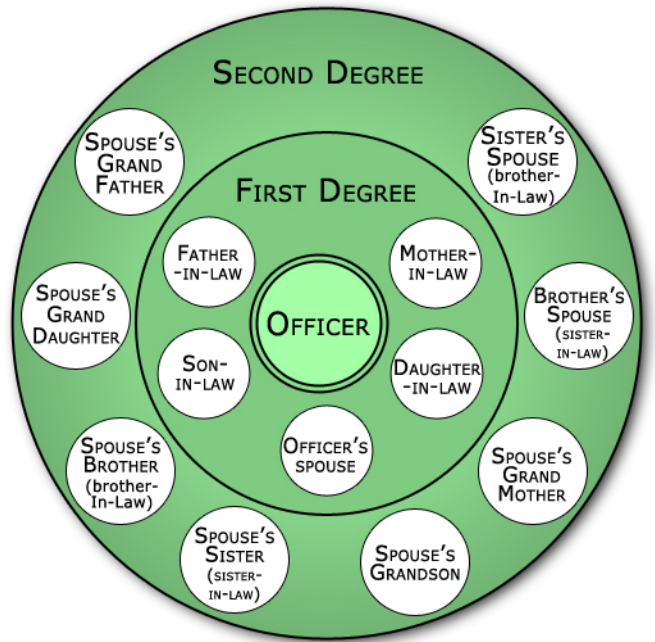 SECOND DEGREE
SPOUSE'S
GRAND
FATHER
SISTER'S
SPOUSE
(brother-
In-Law)
FIRST DEGREE
FATHER
-IN-LAW
MOTHER-
IN-LAW
OFFICER
SPOUSE'S
GRAND
DAUGHTER
BROTHER'S
SPOUSE
(SISTER-
IN-LAW)
SON-
IN-LAW
DAUGHTER
-IN-LAW
OFFICER'S
SPOUSE
SPOUSE'S
BROTHER
(brother-
In-Law)
SPOUSE'S
GRAND
MOTHER
SPOUSE'S
SISTER
(SISTER-
IN-LAW)
SPOUSE'S
GRANDSON